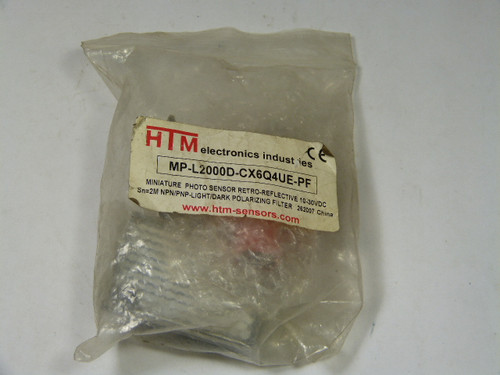 HTM electronics industries CE
MP-L2000D-CX6Q4UE-PF
MINIATURE PHOTO SENSOR RETRO-REFLECTIVE 10-30VDC
Sn=2M NPN/PNP-LIGHT/DARK POLARIZING FILTER 262007 China
www.htm-sensors.com